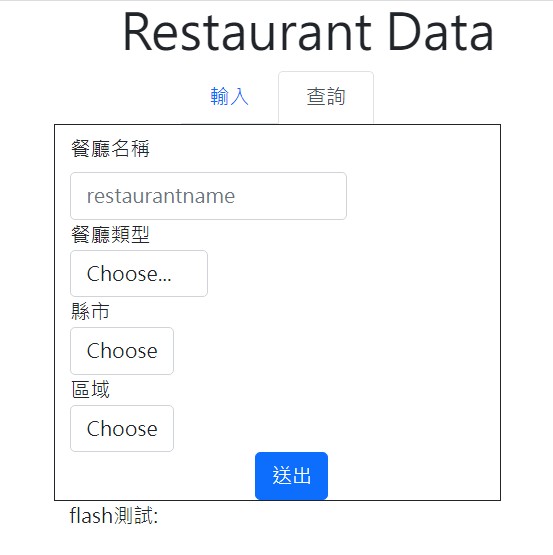 Restaurant Data
輸入 查詢
餐廳名稱
restaurantname
餐廳類型
Choose...
縣市
Choose
區域
Choose
送出
flash測試: